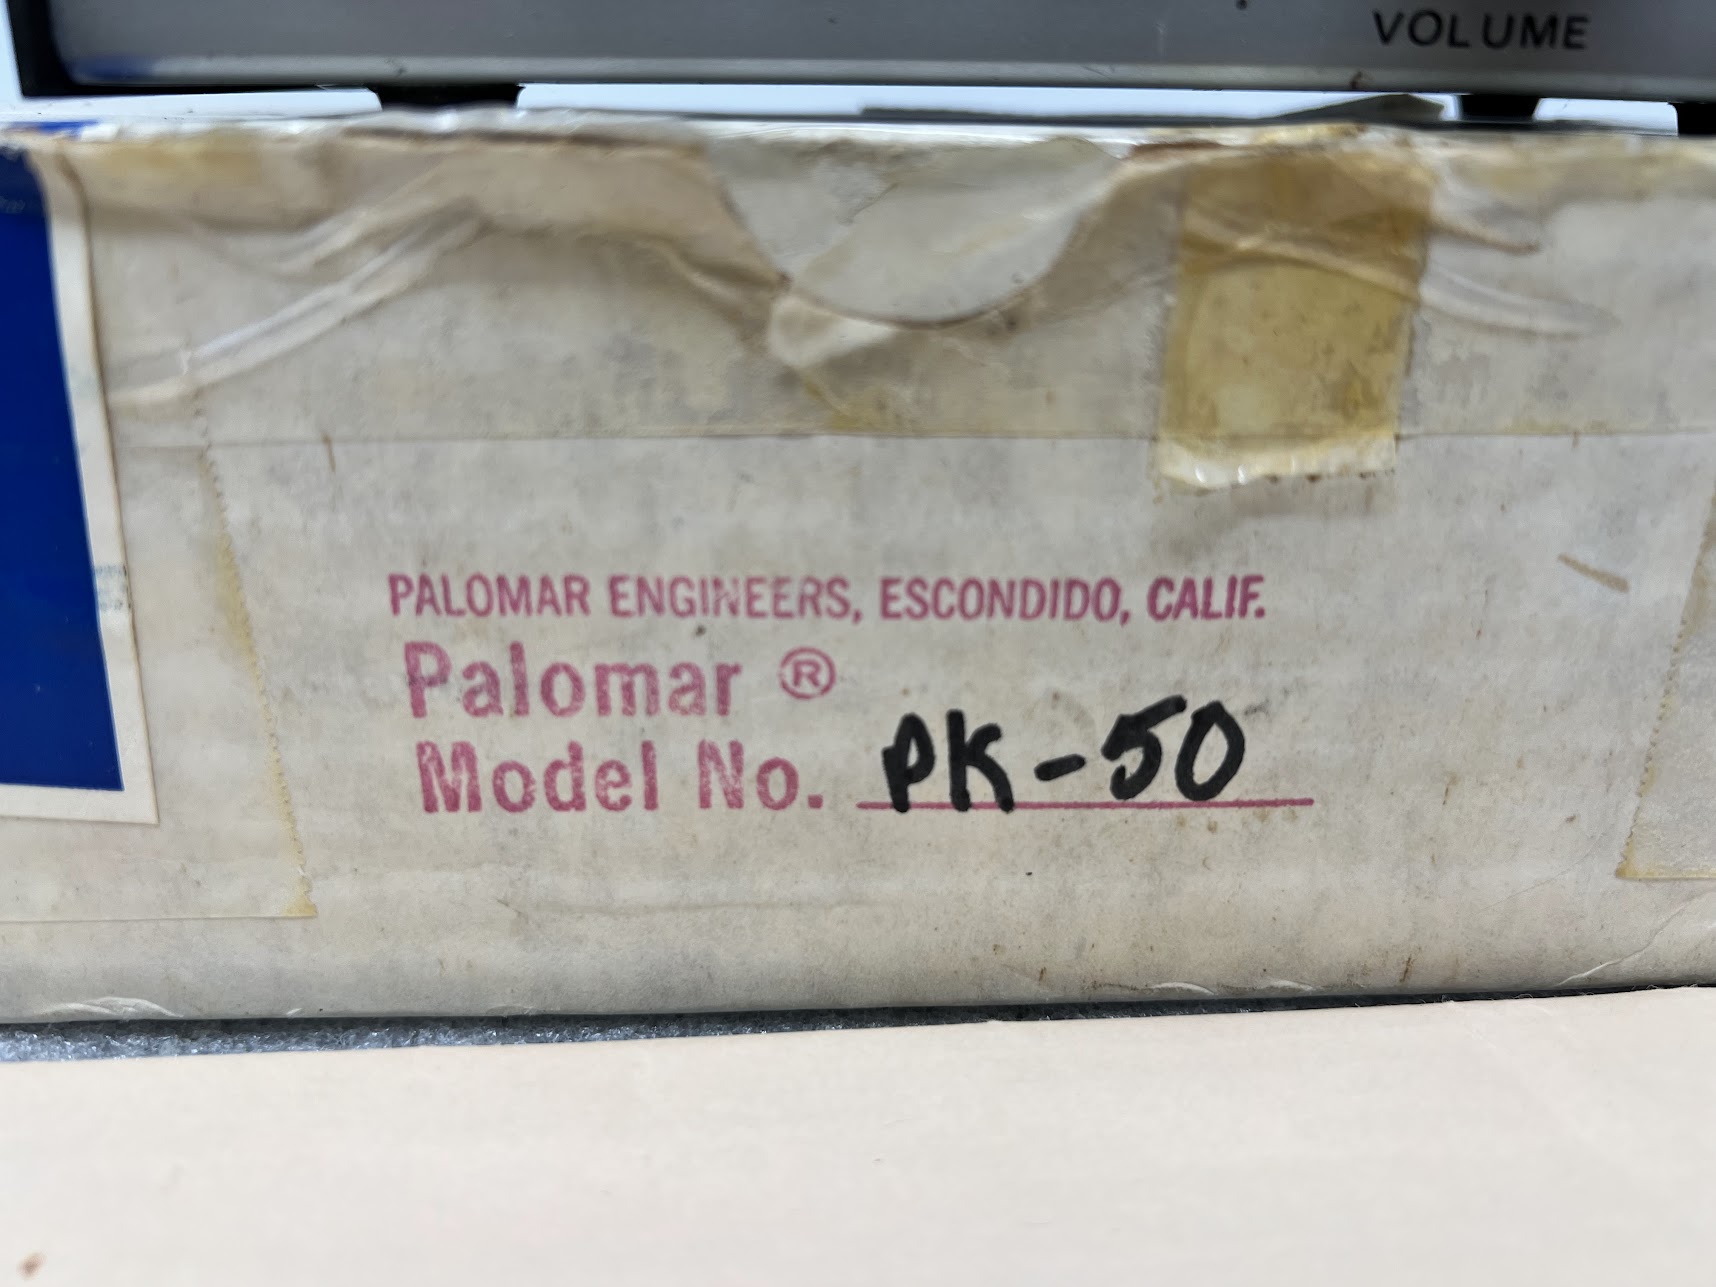 VOLUME
PALOMAR ENGINEERS, ESCONDIDO, CALIF.
Palomar ®
Model No. PK-50